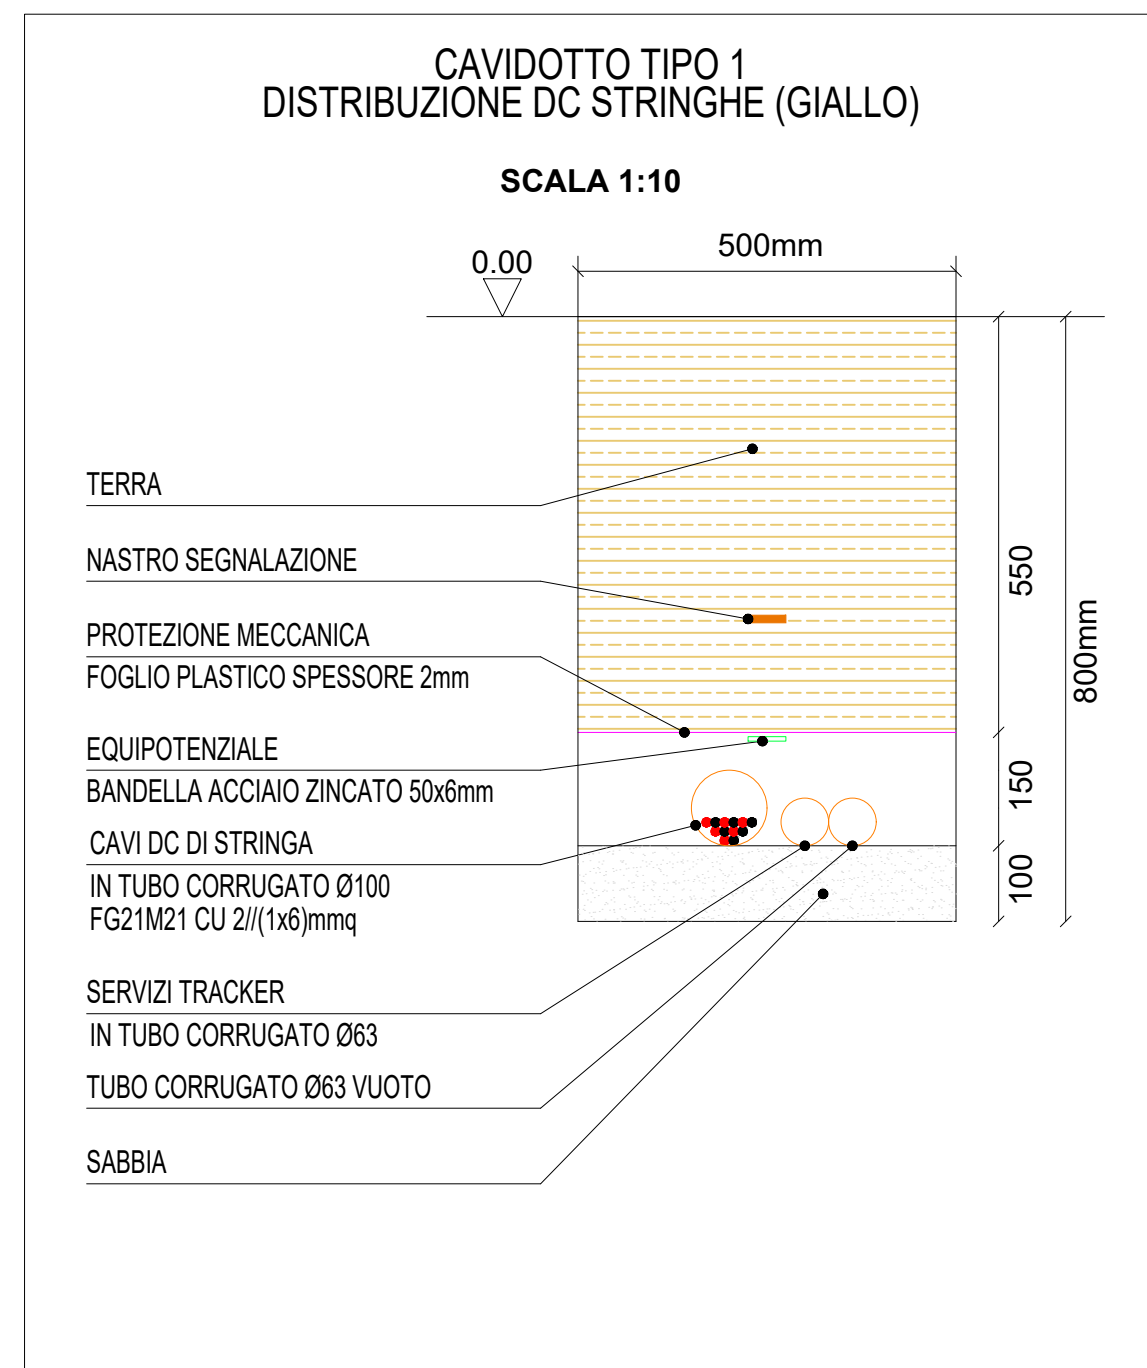 CAVIDOTTO TIPO 1
DISTRIBUZIONE DC STRINGHE (GIALLO)
SCALA 1:10
0.00
500mm
TERRA
NASTRO SEGNALAZIONE
PROTEZIONE MECCANICA
FOGLIO PLASTICO SPESSORE 2mm
EQUIPOTENZIALE
BANDELLA ACCIAIO ZINCATO 50x6mm
CAVI DC DI STRINGA
IN TUBO CORRUGATO Ø100
FG21M21 CU 2//(1x6)mmq
SERVIZI TRACKER
IN TUBO CORRUGATO Ø63
TUBO CORRUGATO Ø63 VUOTO
SABBIA
550
150
100
800mm